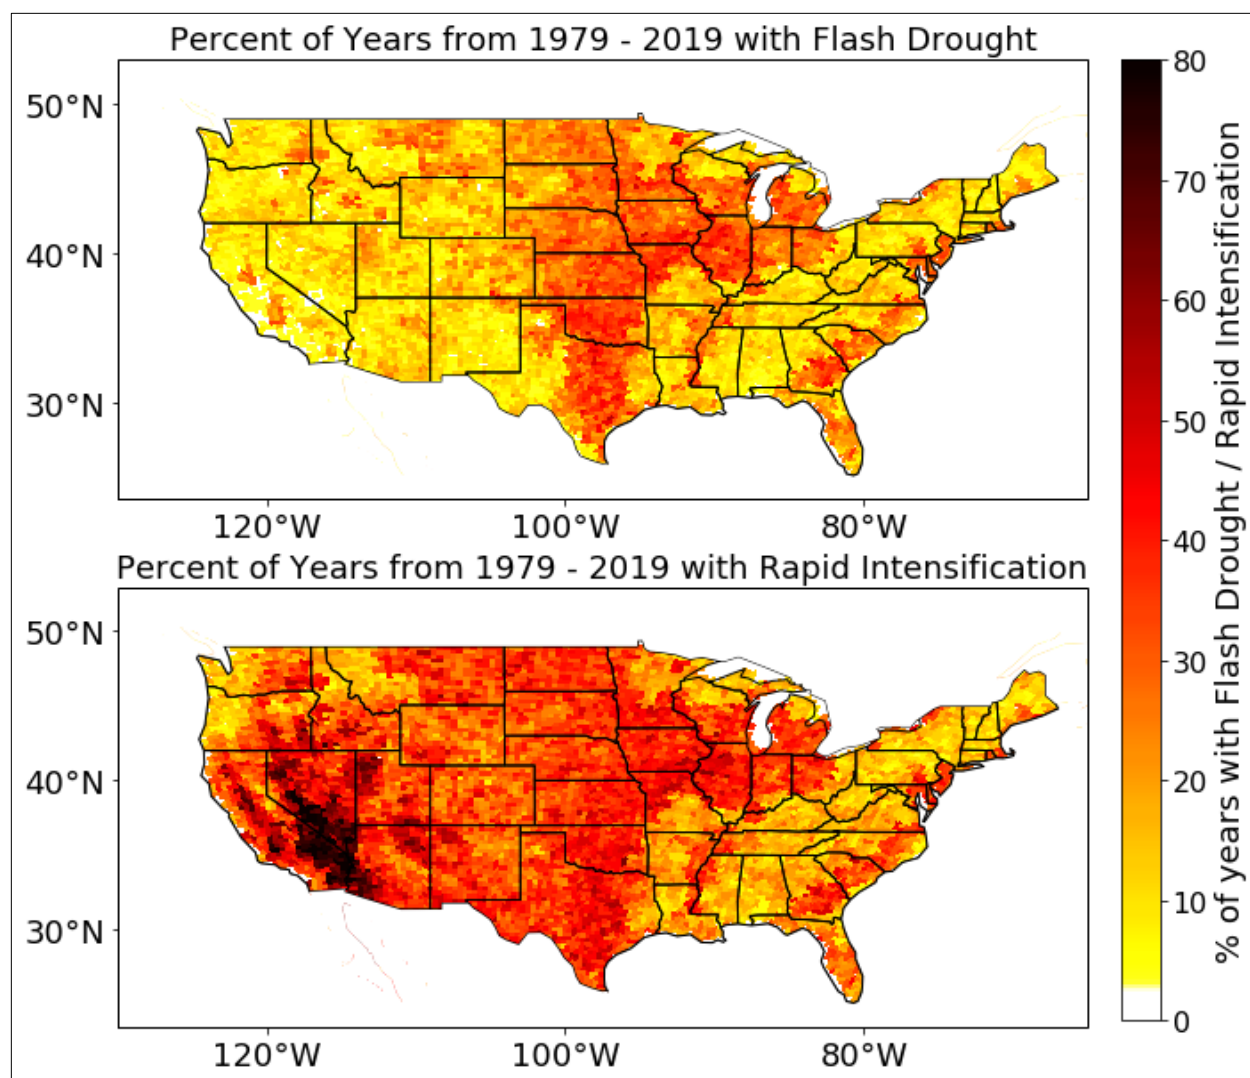 Percent of Years from 1979 - 2019 with Flash Drought
50°N
40°N
30°N
120°W 100°W 80°W
Percent of Years from 1979 - 2019 with Rapid Intensification
50°N
40°N
30°N
120°W 100°W 80°W
80
70
60
50
40
30
20
10
0
% of years with Flash Drought / Rapid Intensification